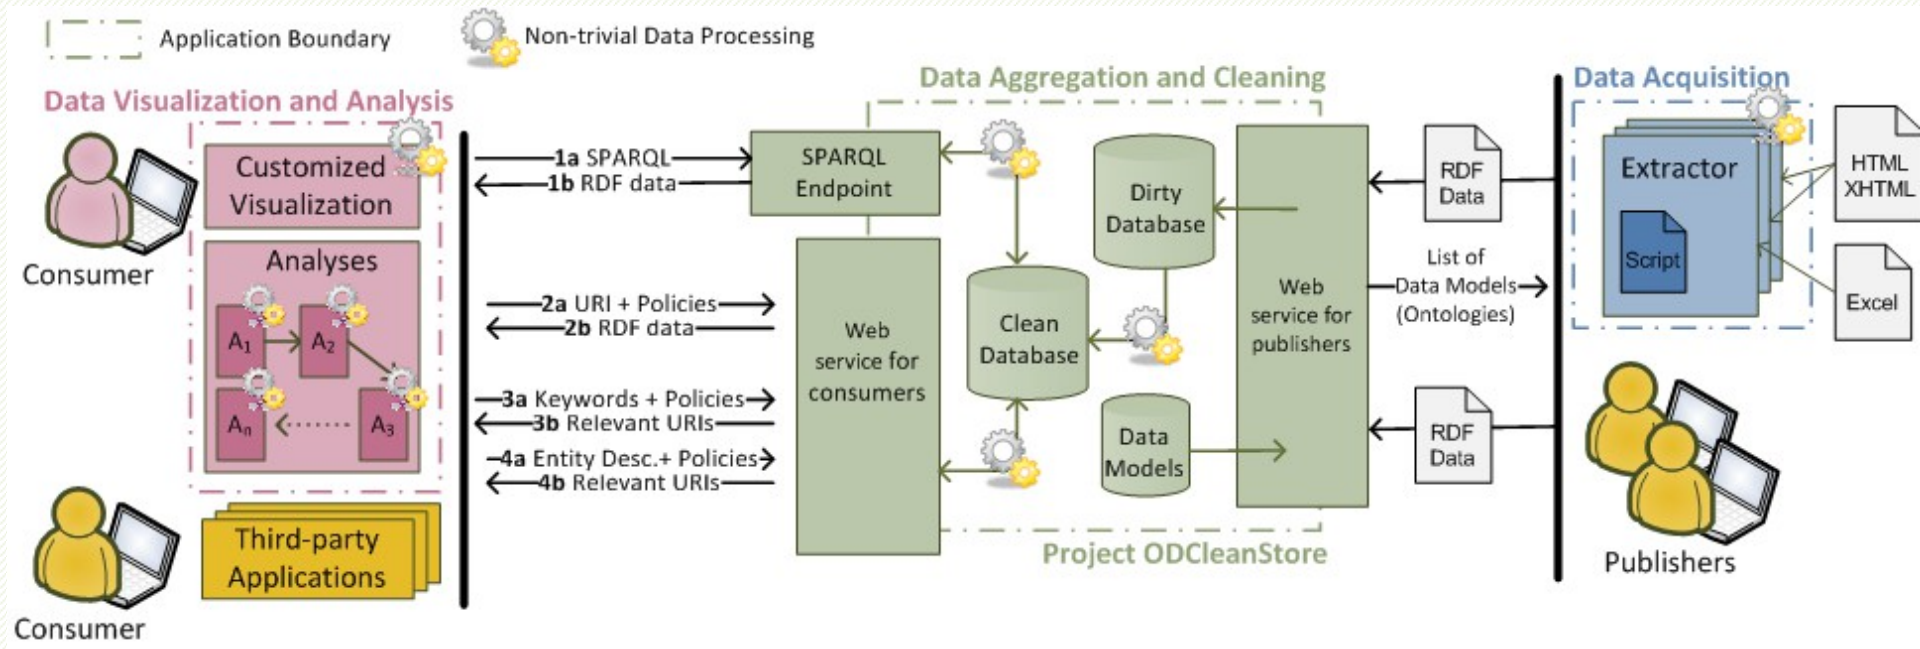 Application Boundary
Non-trivial Data Processing
Data Visualization and Analysis
Data Aggregation and Cleaning
Data Acquisition
Consumer
Customized
Visualization
Analyses
A1
A2
An
A3
Consumer
Third-party
Applications
1a SPARQL
1b RDF data
2a URI + Policies
2b RDF data
3a Keywords + Policies
3b Relevant URIs
4a Entity Desc.+ Policies
4b Relevant URIs
SPARQL
Endpoint
Web
service for
consumers
Dirty
Database
Clean
Database
Data
Models
Web
service for
publishers
Project ODCleanStore
RDF
Data
List of
Data Models
(Ontologies)
RDF
Data
Extractor
Script
HTML
XHTML
Excel
Publishers